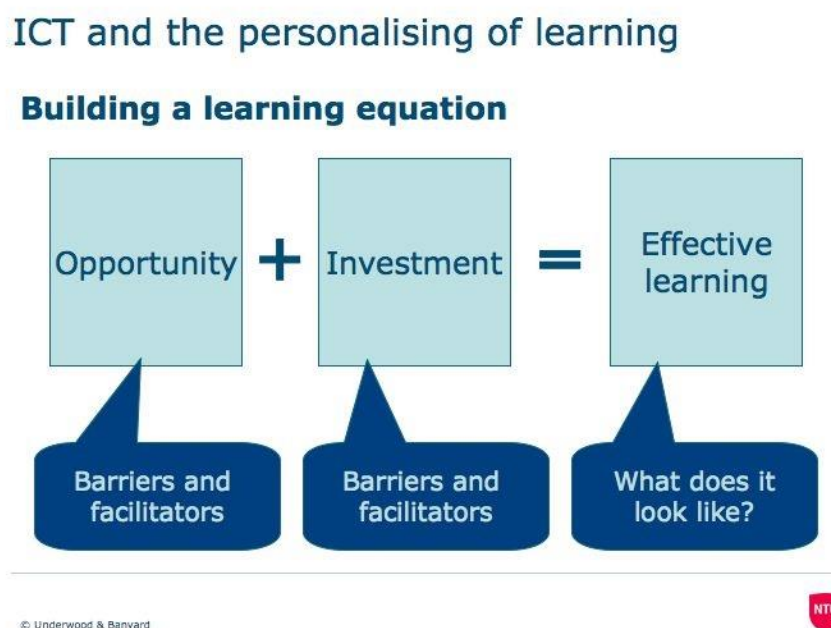 ICT and the personalising of learning
Building a learning equation
Opportunity
+
Investment
=
Effective
learning
Barriers and
facilitators
Barriers and
facilitators
What does it
look like?
© Underwood & Banyard